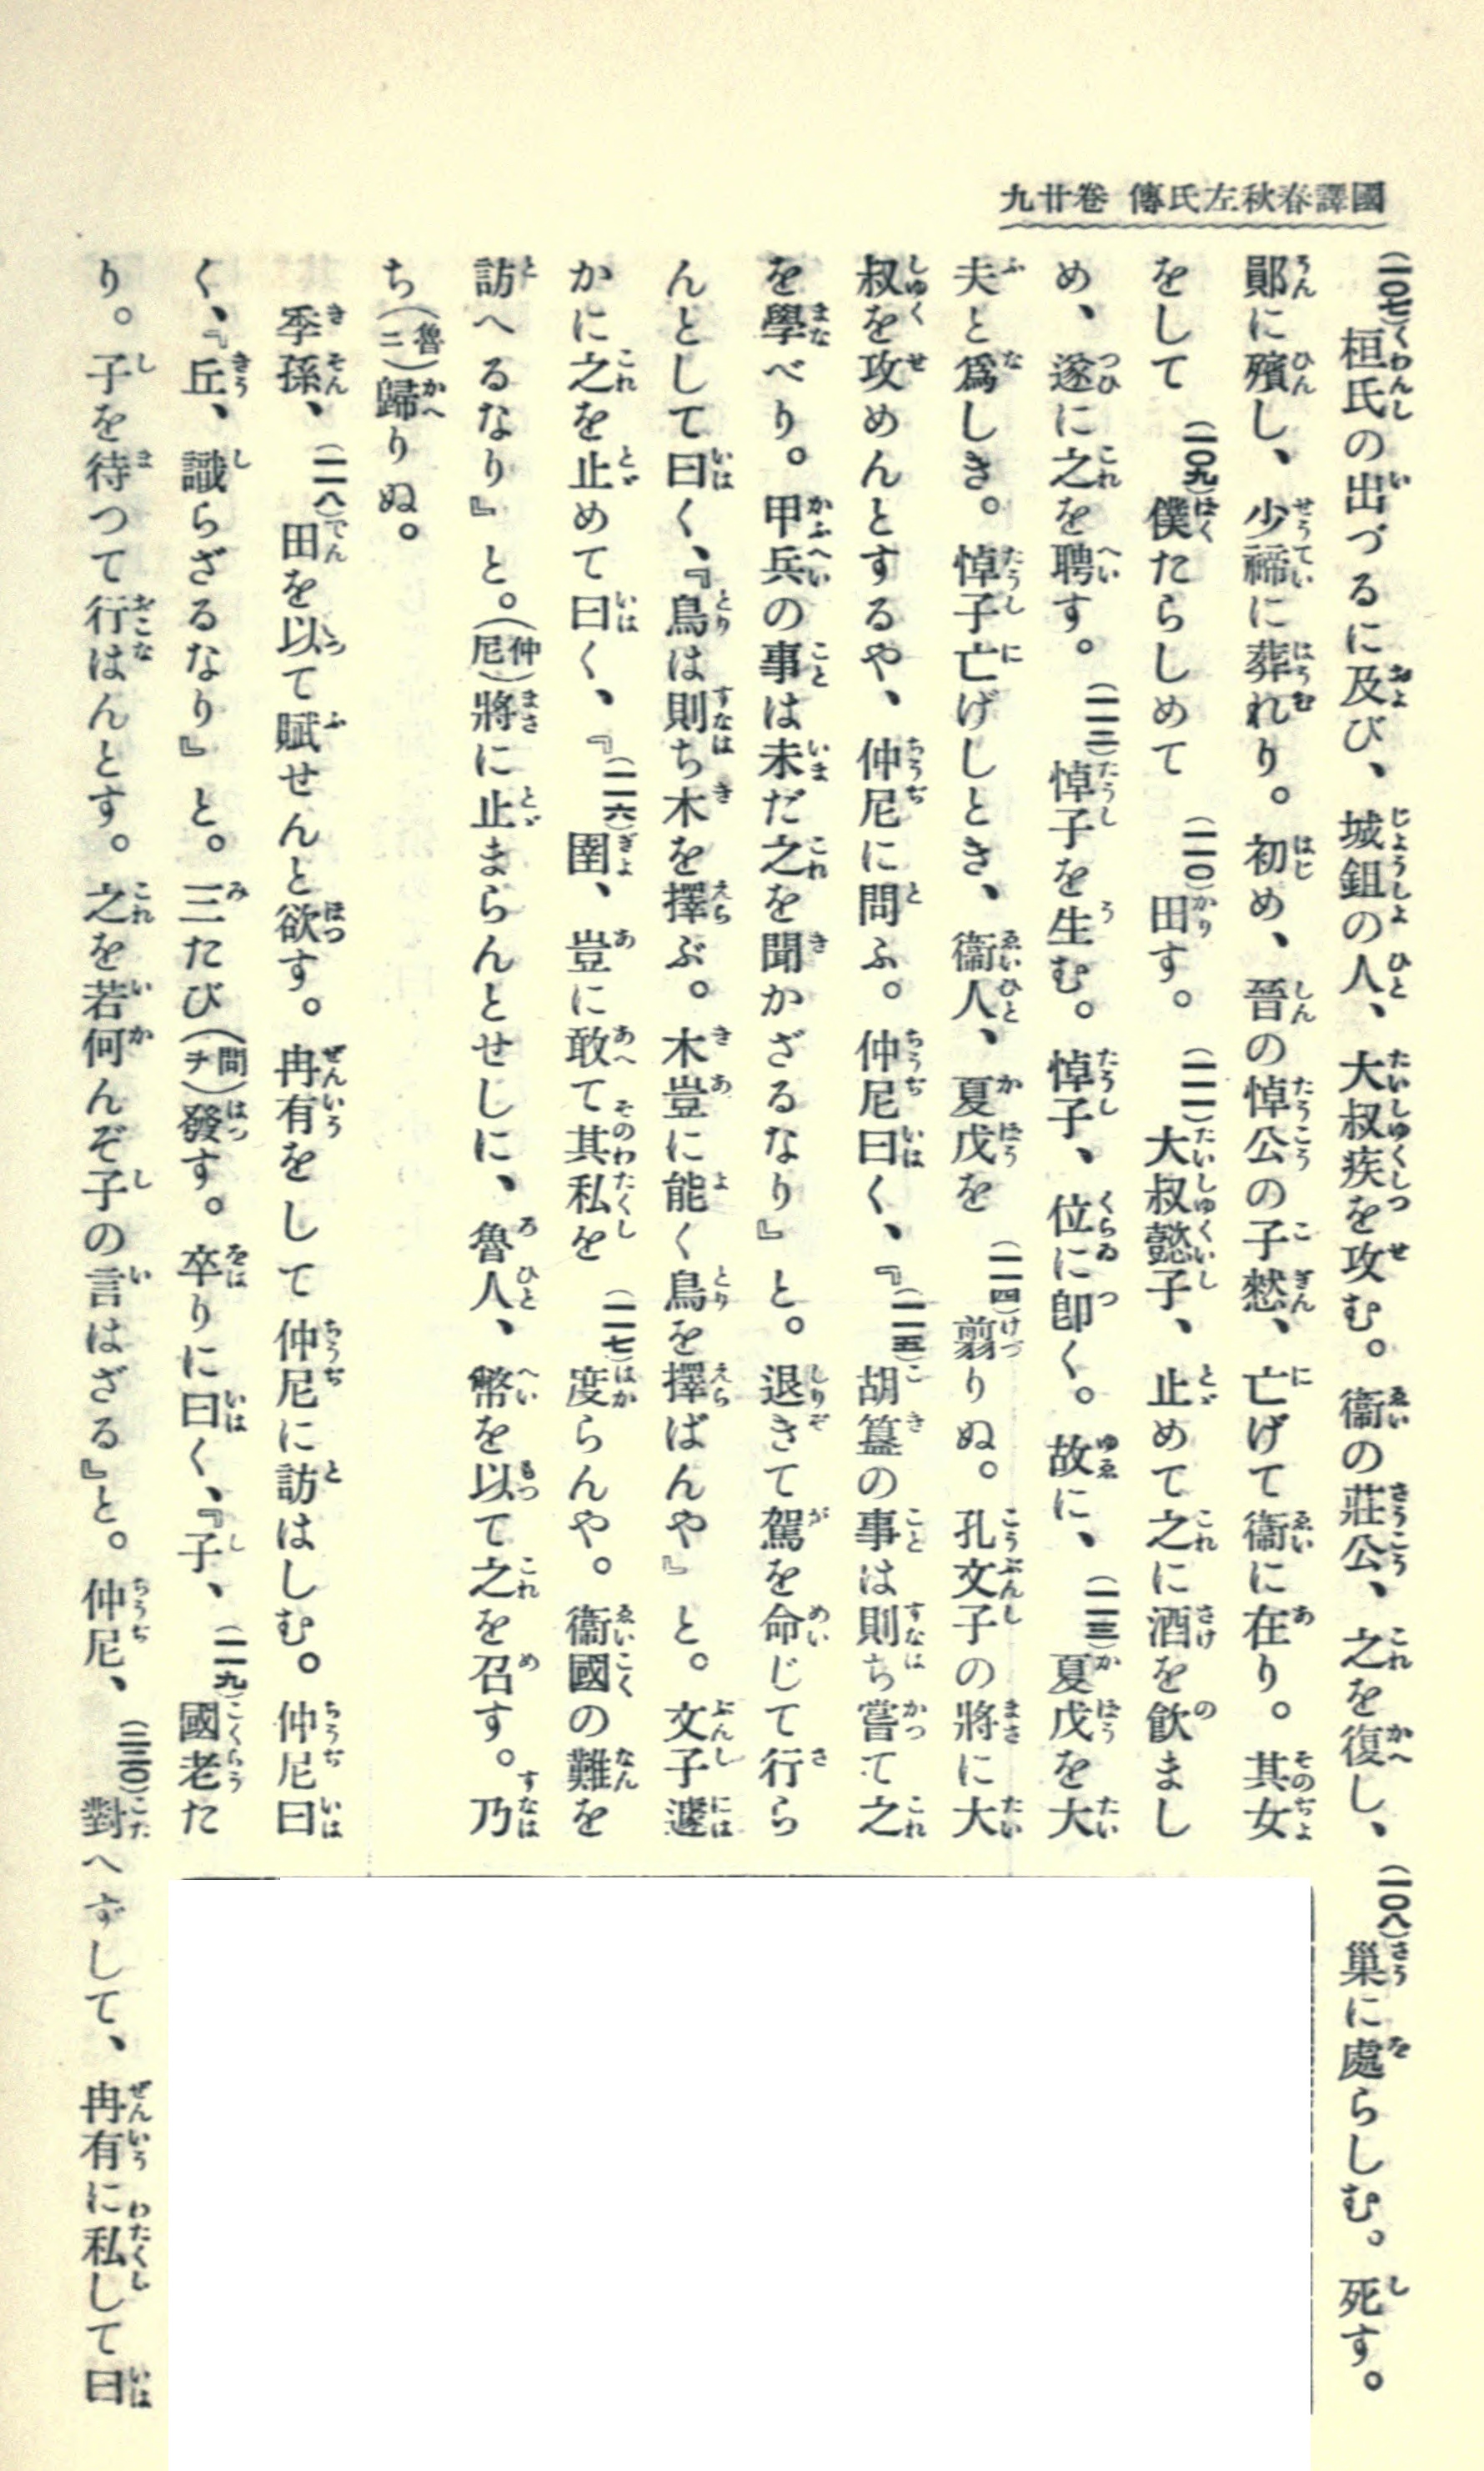 國譯春秋左氏傳 卷廿九
(一〇七)桓氏の出づるに及び、城鉏の人、大叔疾を攻む。衞の莊公、之を復し、(一〇八)巢に處らしむ。死す。
鄖に殯し、少禘に葬れり。初め、晉の悼公の子憖、亡げて衞に在り。其女
をして(一〇九)僕たらしめて(一一〇)田す。(一一一)大叔懿子、止めて之に酒を飮まし
め、遂に之を聘す。(一一二)悼子を生む。悼子、位に卽く。故に、(一一三)夏戊を大
夫と爲しき。悼子亡げしとき、衞人、夏戊を(一一四)翦りぬ。孔文子の將に大
叔を攻めんとするや、仲尼に問ふ。仲尼曰く、『(一一五)胡簋の事は則ち嘗て之
を學べり。甲兵の事は未だ之を聞かざるなり』と。退きて駕を命じて行ら
んとして曰く、『鳥は則ち木を擇ぶ。木豈に能く鳥を擇ばんや』と。文子遽
かに之を止めて曰く、『(一一六)圉、豈に敢て其私を(一一七)度らんや。衞國の難を
訪へるなり』と。(仲尼)將に止まらんとせしに、魯人、幣を以て之を召す。乃
ち(魯ニ)歸りぬ。
季孫、(一一八)田を以て賦せんと欲す。冉有をして仲尼に訪はしむ。仲尼曰
く、『丘、識らざるなり』と。三たび(問ヲ)發す。卒りに曰く、『子、(一一九)國老た
り。子を待つて行はんとす。之を若何んぞ子の言はざる』と。仲尼、(一二〇)對へずして、冉有に私して曰